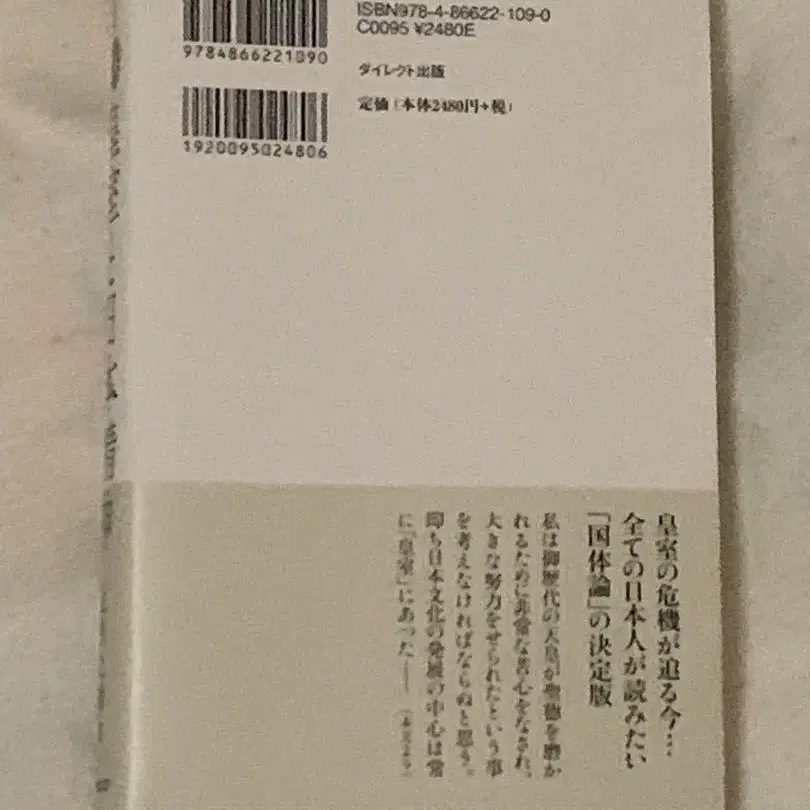 ISBN978-4-86622-109-0
C0095 ¥2480E
9784866221090
ダイレクト出版
定価(本体2480円+税)
1920095024806
皇室の危機が迫る今…
全ての日本人が読みたい
「国体論」の決定版
私は御歴代の天皇が聖徳を磨か
れるために非常な苦心をなされ、
大きな努力をせられたという事
を考えなければならぬと思う。
即ち日本文化の発展の中心は常
に『皇室』にあった——(本文より)